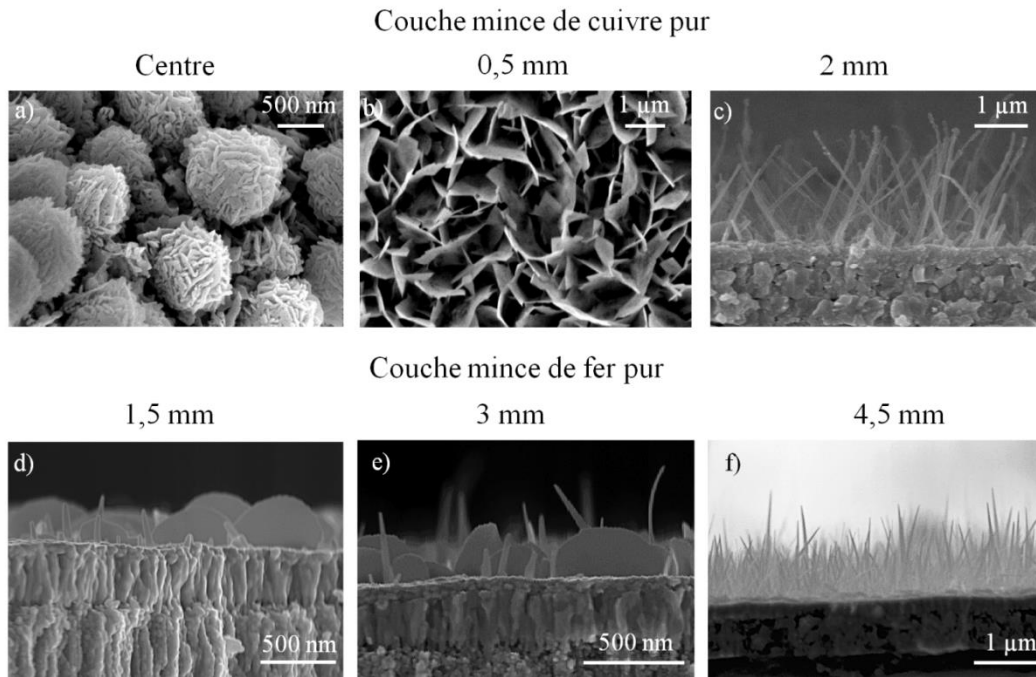 Couche mince de cuivre pur
Centre 0,5 mm 2 mm
a) 500 nm b) 1 µm c) 1 µm
Couche mince de fer pur
1,5 mm 3 mm 4,5 mm
d) e) f)
500 nm 500 nm 1 µm